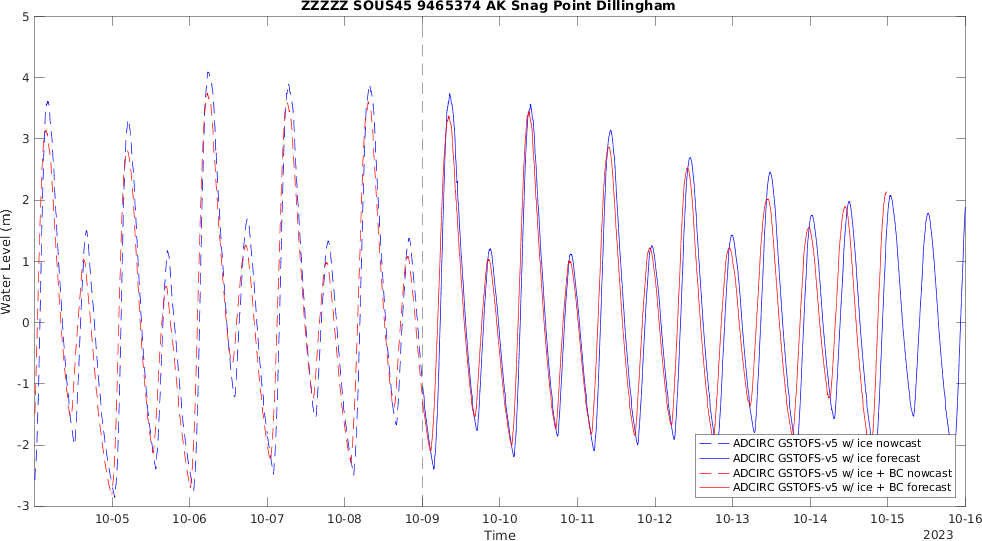 ZZZZZ SOUS45 9465374 AK Snag Point Dillingham
5
4
3
2
1
0
-1
-2
-3
Water Level (m)
ADCIRC GSTOFS-v5 w/ ice nowcast
ADCIRC GSTOFS-v5 w/ ice forecast
ADCIRC GSTOFS-v5 w/ ice + BC nowcast
ADCIRC GSTOFS-v5 w/ ice + BC forecast
10-05 10-06 10-07 10-08 10-09 10-10 10-11 10-12 10-13 10-14 10-15 10-16
Time
2023